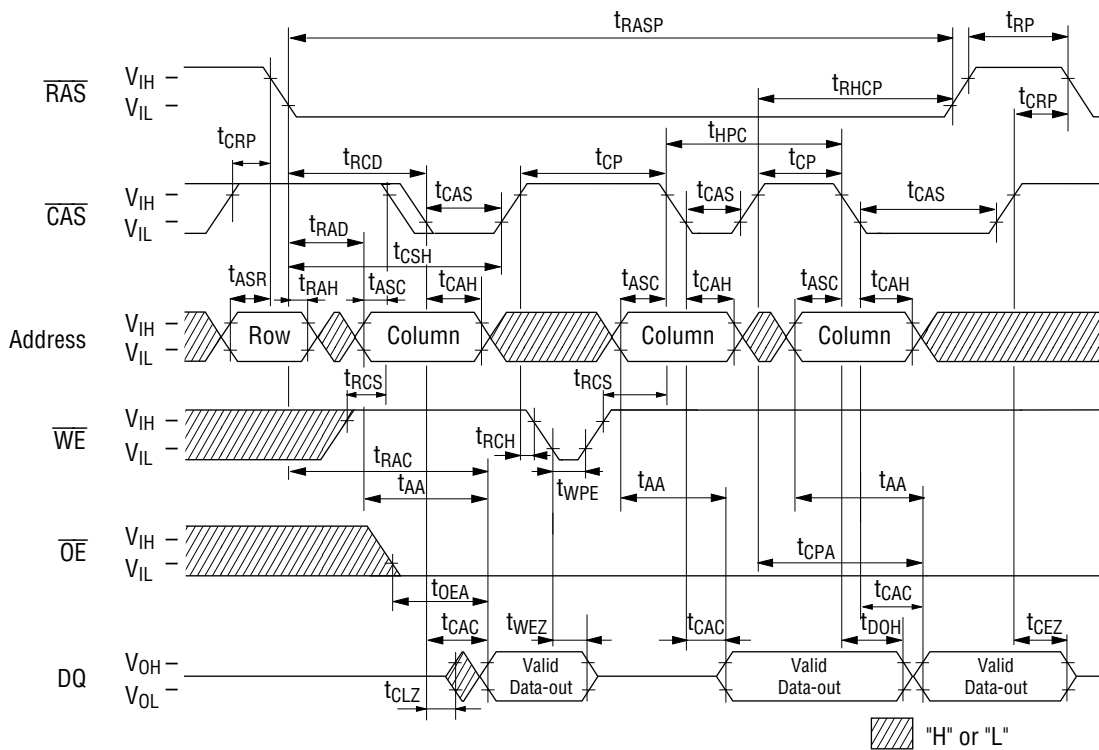 tRASP tRP
RAS VIH VIL
tRHCP tCRP
tCRP tRCD tCP tHPC tCP
CAS VIH VIL
tCAS tCAS tCAS
tRAD tCSH
tASR tRAH tASC tCAH tASC tCAH tASC tCAH
Address VIH VIL
Row Column Column Column
tRCS tRCS
WE VIH VIL
tRCH tWPE
tRAC
tAA tAA tAA
OE VIH VIL
tCPA
tOEA tCAC
tCAC tWEZ tCAC tDOH tCEZ
DQ VOH VOL
Valid Data-out
Valid Data-out
Valid Data-out
tCLZ
"H" or "L"